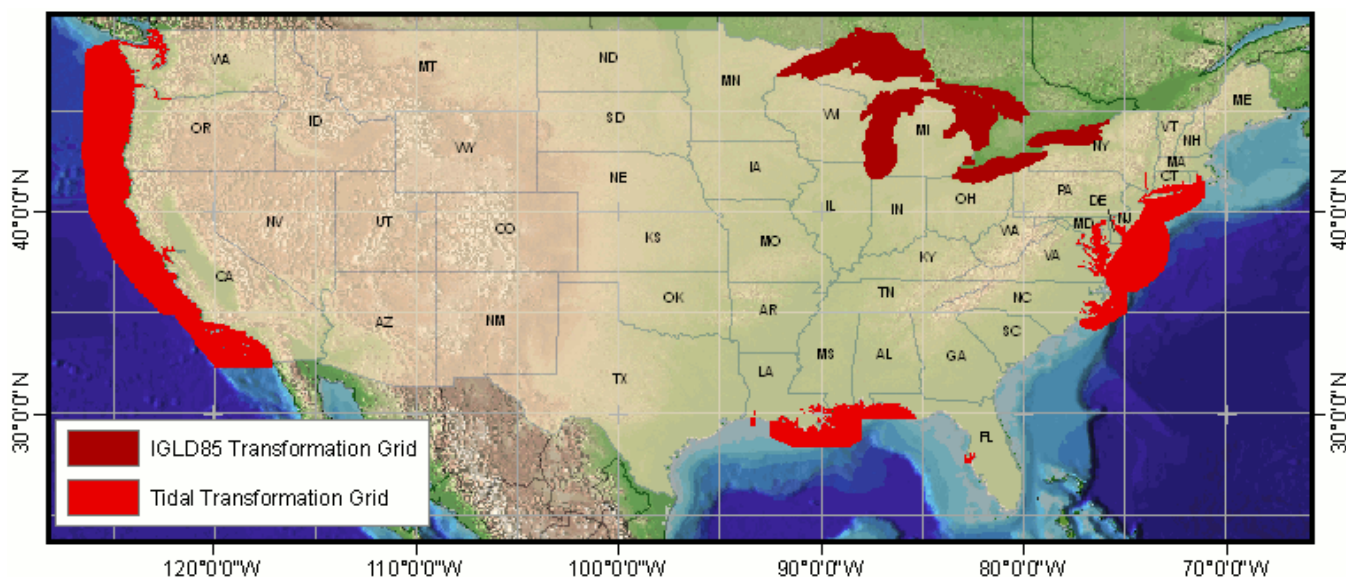 WA
MT
ND
MN
ME
OR
ID
SD
WI
MI
VT
NH
WY
NY
MA
IA
CT
NE
PA
OH
DE
NV
UT
CO
IL
IN
NJ
MD
KS
MO
VA
VA
KY
CA
OK
TN
NC
AZ
NM
AR
SC
MS
AL
GA
LA
TX
FL
40°0'0"N
40°0'0"N
30°0'0"N
30°0'0"N
IGLD85 Transformation Grid
Tidal Transformation Grid
120°0'0"W
110°0'0"W
100°0'0"W
90°0'0"W
80°0'0"W
70°0'0"W